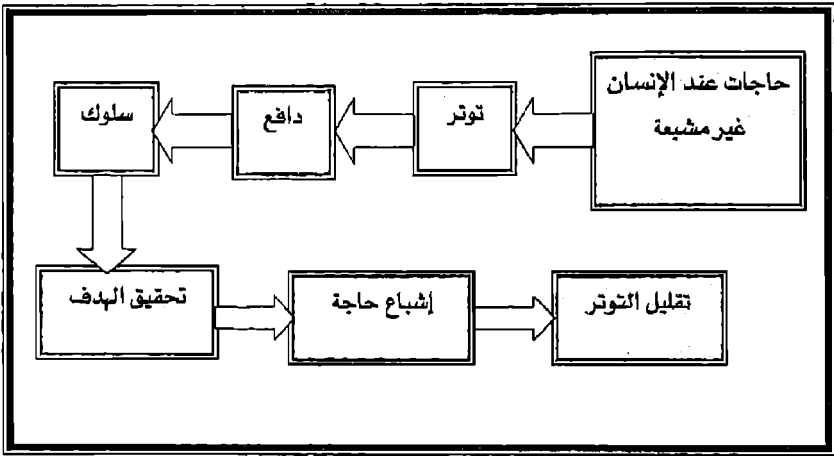 حاجات عند الإنسان
غير مشبعة
توتر
دافع
سلوك
تحقيق الهدف
إشباع حاجة
تقليل التوتر